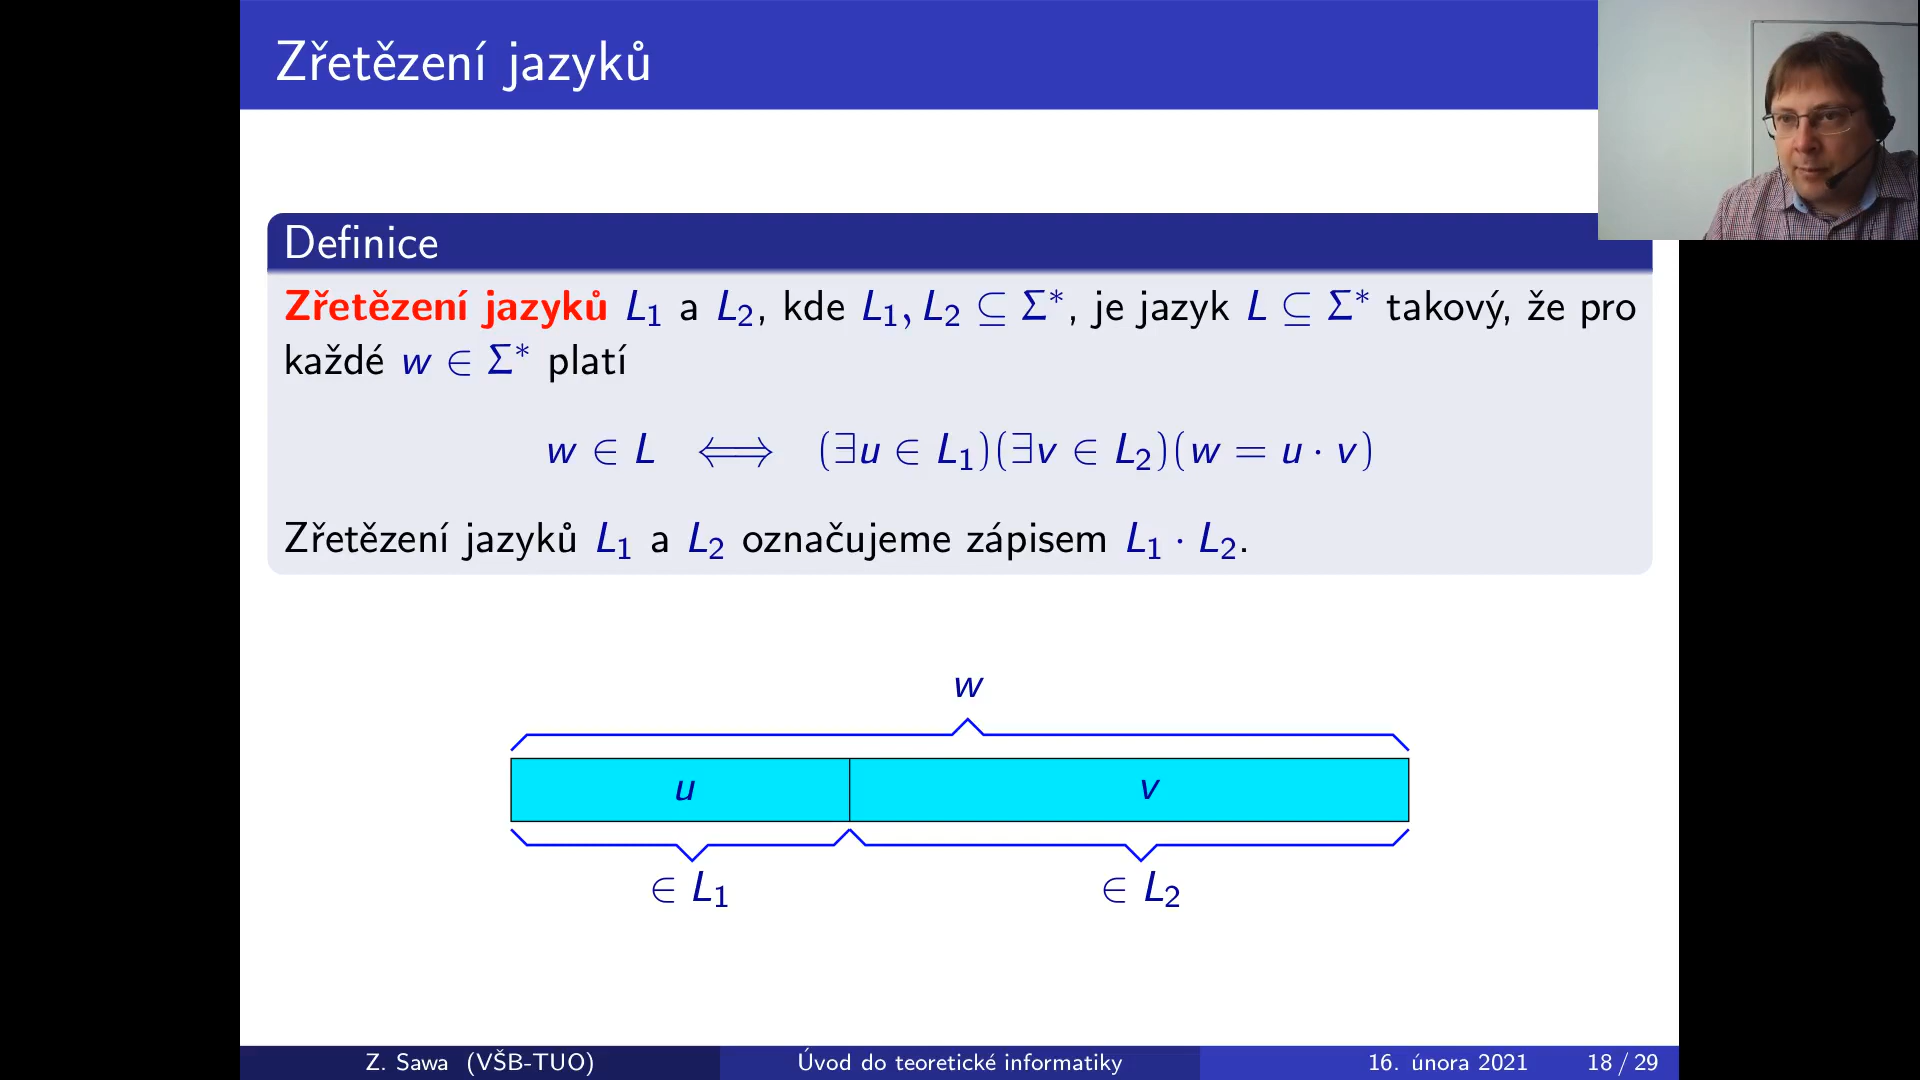 Zřetězení jazyků
Definice
Zřetězení jazyků L₁ a L₂, kde L₁, L₂ ⊆ Σ*, je jazyk L ⊆ Σ* takový, že pro
každé w ∈ Σ* platí
w ∈ L ⟺ (∃u ∈ L₁)(∃v ∈ L₂)(w = u · v)
Zřetězení jazyků L₁ a L₂ označujeme zápisem L₁ · L₂.
w
u v
∈ L₁ ∈ L₂
Z. Sawa (VŠB-TUO) Úvod do teoretické informatiky 16. února 2021 18 / 29